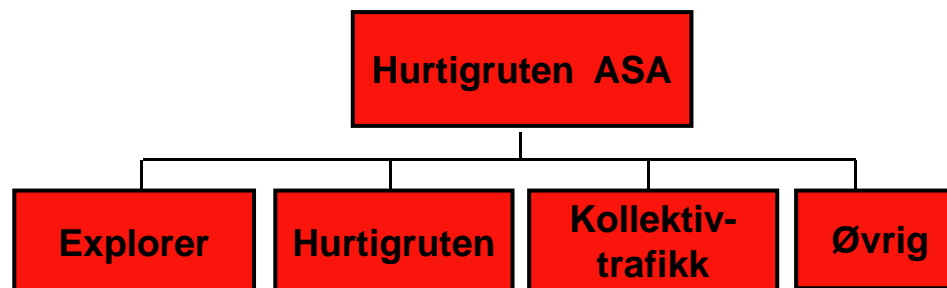 Hurtigruten ASA
Explorer
Hurtigruten
Kollektiv-
trafikk
Øvrig